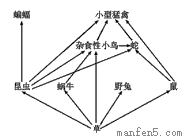 蝙蝠 小型猛禽
杂食性小鸟 蛇
昆虫 蜗牛 野兔 鼠
草
manfen5.com